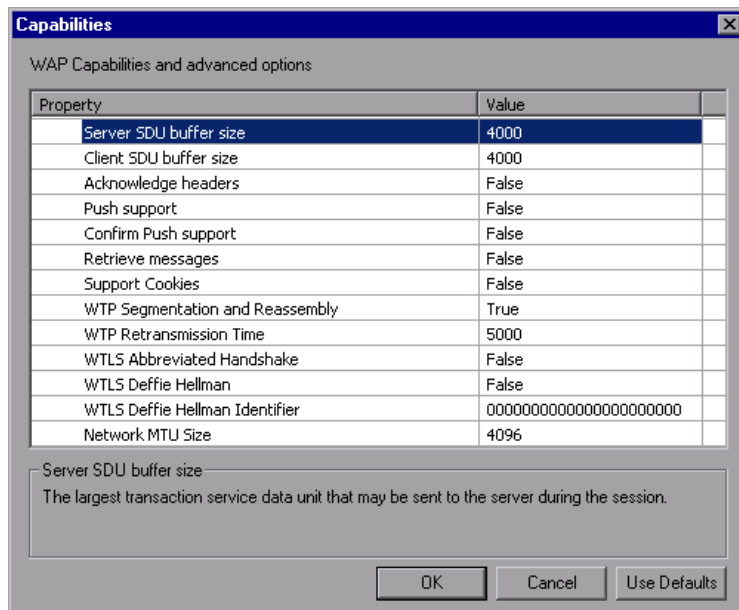 Capabilities
WAP Capabilities and advanced options
Property Value
Server SDU buffer size 4000
Client SDU buffer size 4000
Acknowledge headers False
Push support False
Confirm Push support False
Retrieve messages False
Support Cookies False
WTP Segmentation and Reassembly True
WTP Retransmission Time 5000
WTLS Abbreviated Handshake False
WTLS Deffie Hellman False
WTLS Deffie Hellman Identifier 0000000000000000000000
Network MTU Size 4096
Server SDU buffer size
The largest transaction service data unit that may be sent to the server during the session.
OK Cancel Use Defaults